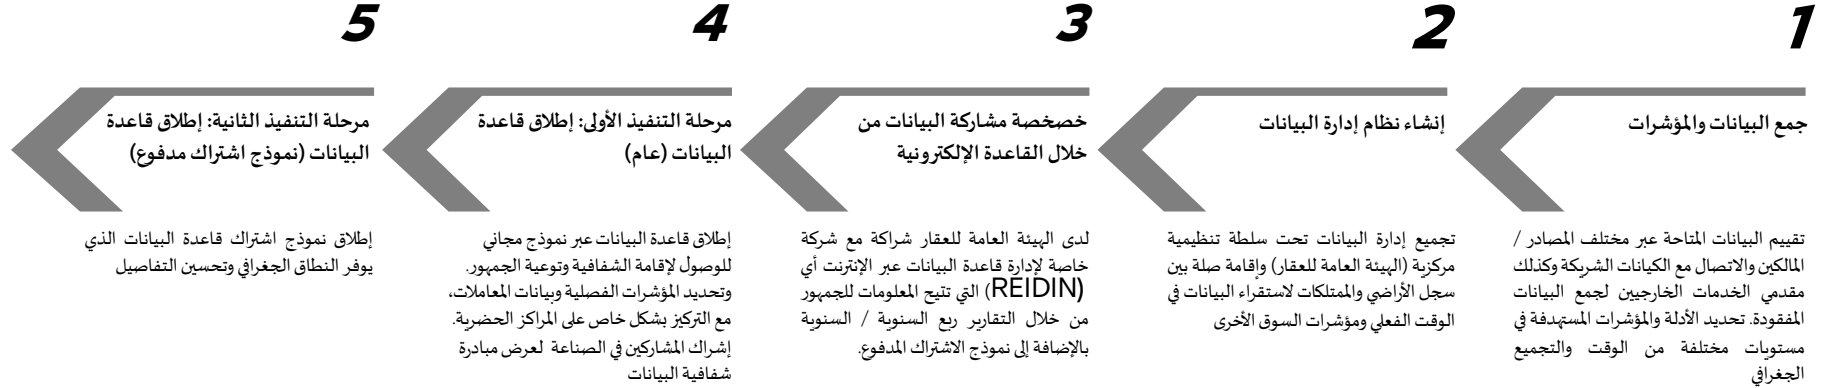 1
جمع البيانات والمؤشرات
تقييم البيانات المتاحة عبر مختلف المصادر /
المالكين والاتصال مع الكيانات الشريكة وكذلك
مقدمي الخدمات الخارجيين لجمع البيانات
المفقودة. تحديد الأدلة والمؤشرات المستهدفة في
مستويات مختلفة من الوقت والتجميع
الجغرافي
2
إنشاء نظام إدارة البيانات
تجميع إدارة البيانات تحت سلطة تنظيمية
مركزية (الهيئة العامة للعقار) وإقامة صلة بين
سجل الأراضي والممتلكات لاستقراء البيانات في
الوقت الفعلي ومؤشرات السوق الأخرى
3
خصخصة مشاركة البيانات من
خلال القاعدة الإلكترونية
لدى الهيئة العامة للعقار شراكة مع شركة
خاصة لإدارة قاعدة البيانات عبر الإنترنت أي
(REIDIN) التي تتيح المعلومات للجمهور
من خلال التقارير ربع السنوية / السنوية
بالإضافة إلى نموذج الاشتراك المدفوع.
4
مرحلة التنفيذ الأولى: إطلاق قاعدة
البيانات (عام)
إطلاق قاعدة البيانات عبر نموذج مجاني
للوصول لإقامة الشفافية وتوعية الجمهور.
وتحديد المؤشرات الفصلية وبيانات المعاملات،
مع التركيز بشكل خاص على المراكز الحضرية.
إشراك المشاركين في الصناعة لعرض مبادرة
شفافية البيانات
5
مرحلة التنفيذ الثانية: إطلاق قاعدة
البيانات (نموذج اشتراك مدفوع)
إطلاق نموذج اشتراك قاعدة البيانات الذي
يوفر النطاق الجغرافي وتحسين التفاصيل